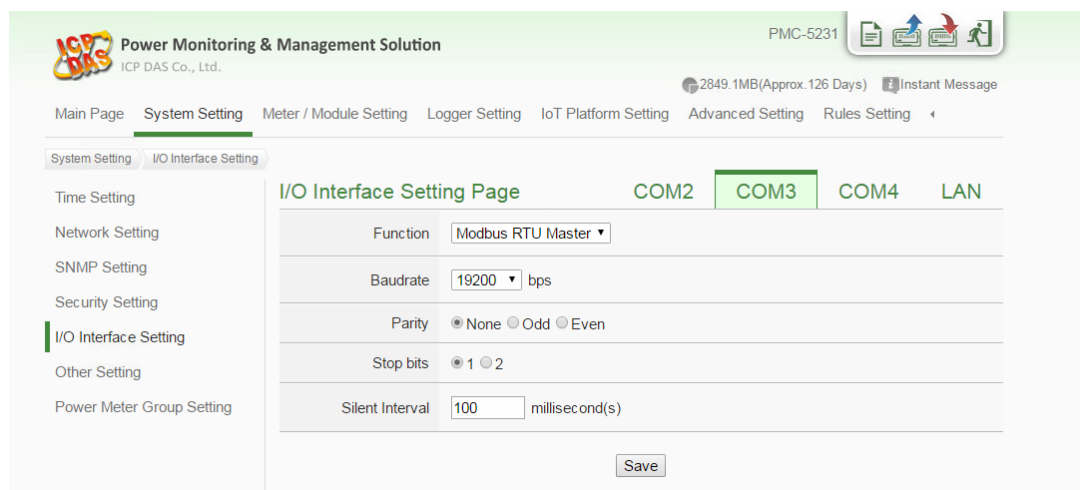 ICP DAS
Power Monitoring & Management Solution
ICP DAS Co., Ltd.
PMC-5231
2849.1MB(Approx.126 Days) Instant Message
Main Page System Setting Meter / Module Setting Logger Setting IoT Platform Setting Advanced Setting Rules Setting
System Setting I/O Interface Setting
Time Setting
Network Setting
SNMP Setting
Security Setting
I/O Interface Setting
Other Setting
Power Meter Group Setting
I/O Interface Setting Page COM2 COM3 COM4 LAN
Function Modbus RTU Master
Baudrate 19200 bps
Parity None Odd Even
Stop bits 1 2
Silent Interval 100 millisecond(s)
Save